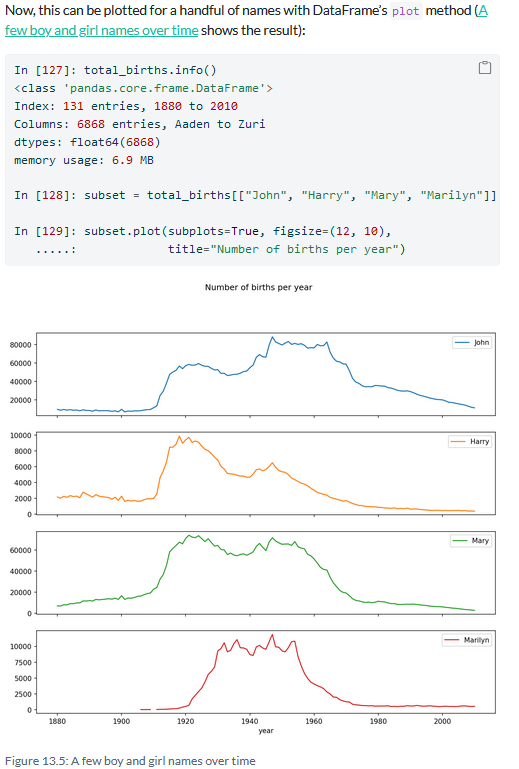 Now, this can be plotted for a handful of names with DataFrame's plot method (A
few boy and girl names over time shows the result):
In [127]: total_births.info()
<class 'pandas.core.frame.DataFrame'>
Index: 131 entries, 1880 to 2010
Columns: 6868 entries, Aaden to Zuri
dtypes: float64(6868)
memory usage: 6.9 MB
In [128]: subset = total_births[["John", "Harry", "Mary", "Marilyn"]]
In [129]: subset.plot(subplots=True, figsize=(12, 10),
.....: title="Number of births per year")
Number of births per year
John
80000
60000
40000
20000
Harry
10000
8000
6000
4000
2000
0
Mary
60000
40000
20000
0
Marilyn
10000
7500
5000
2500
0
1880 1900 1920 1940 1960 1980 2000
year
Figure 13.5: A few boy and girl names over time